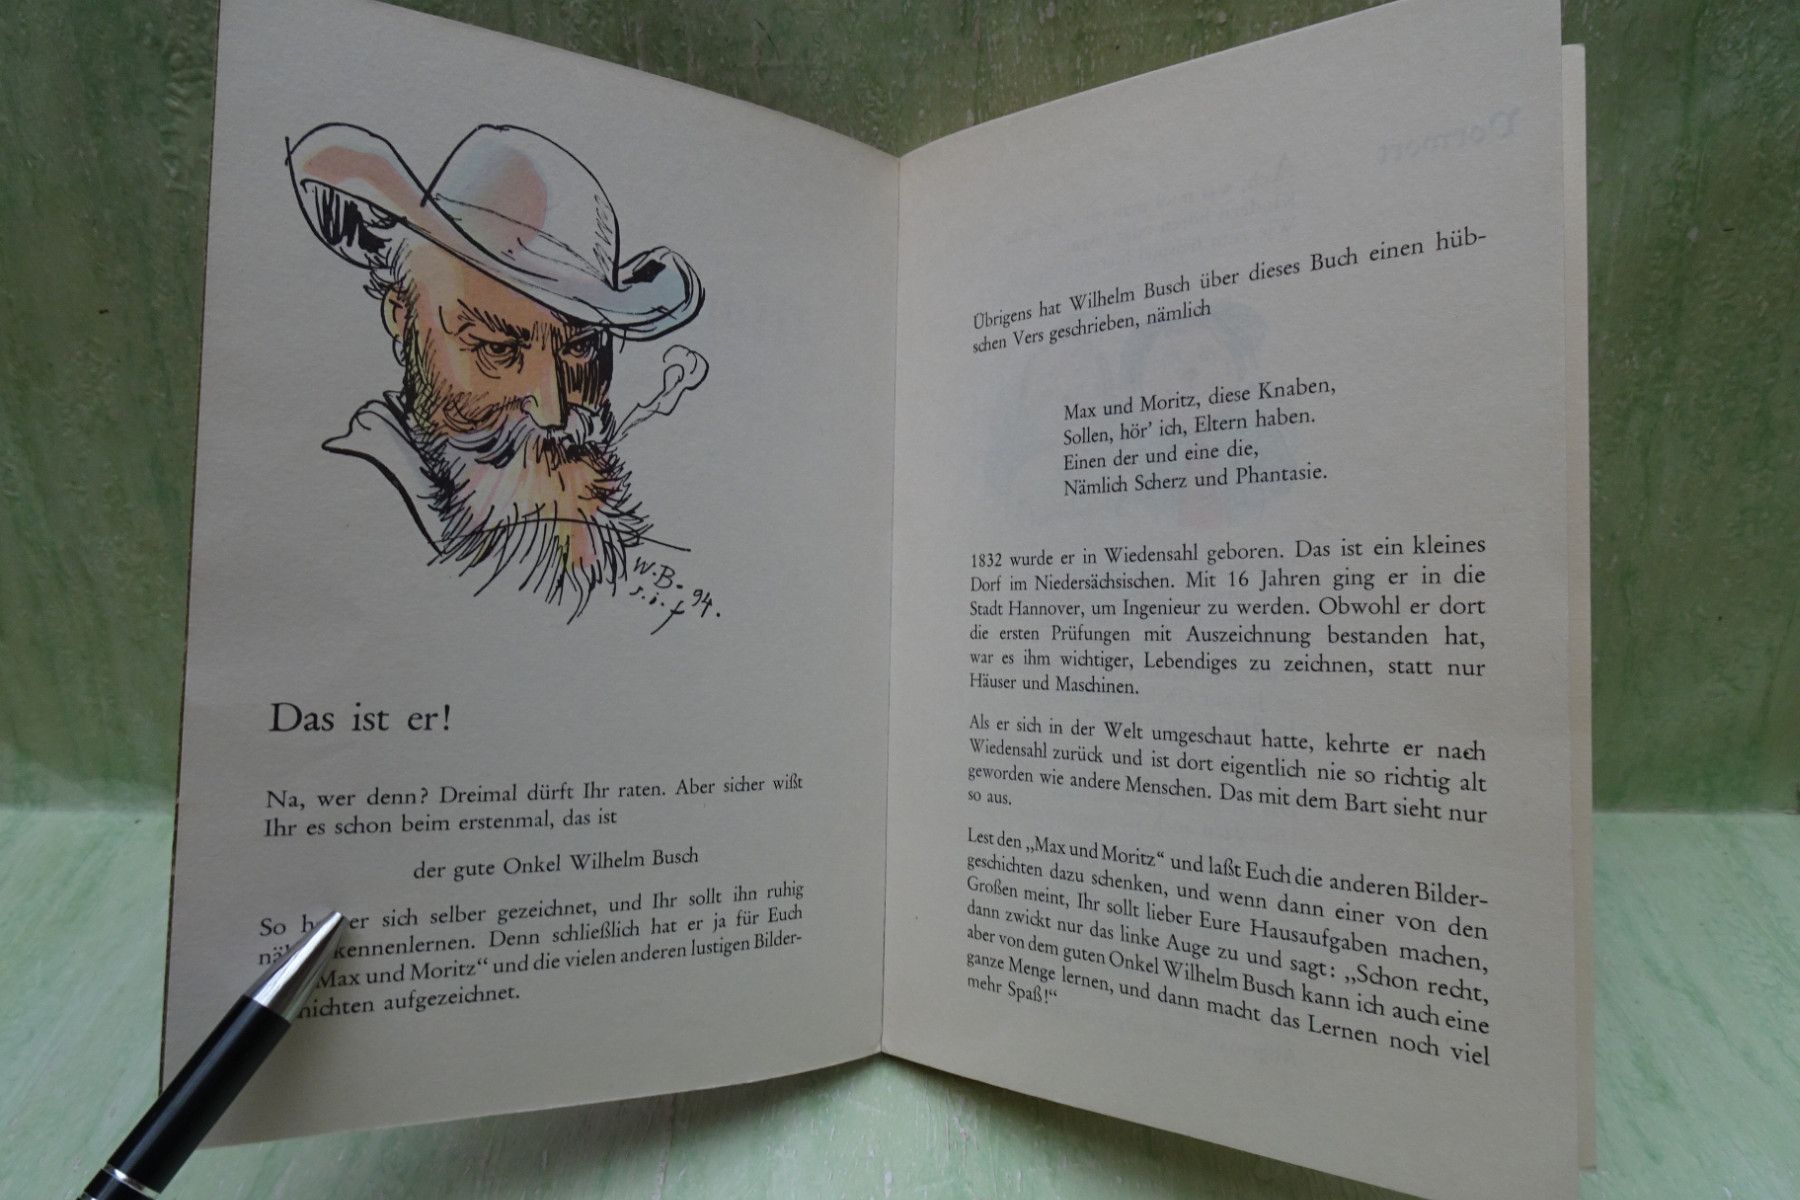 W.B. 94.
s. i. f
Das ist er!
Na, wer denn? Dreimal dürft Ihr raten. Aber sicher wißt
Ihr es schon beim erstenmal, das ist
der gute Onkel Wilhelm Busch
So er sich selber gezeichnet, und Ihr sollt ihn ruhig
kennenlernen. Denn schließlich hat er ja für Euch
Max und Moritz“ und die vielen anderen lustigen Bilder-
aufgezeichnet.
Übrigens hat Wilhelm Busch über dieses Buch einen hüb-
schen Vers geschrieben, nämlich
Max und Moritz, diese Knaben,
Sollen, hör’ ich, Eltern haben.
Einen der und eine die,
Nämlich Scherz und Phantasie.
1832 wurde er in Wiedensahl geboren. Das ist ein kleines
Dorf im Niedersächsischen. Mit 16 Jahren ging er in die
Stadt Hannover, um Ingenieur zu werden. Obwohl er dort
die ersten Prüfungen mit Auszeichnung bestanden hat,
war es ihm wichtiger, Lebendiges zu zeichnen, statt nur
Häuser und Maschinen.
Als er sich in der Welt umgeschaut hatte, kehrte er nach
Wiedensahl zurück und ist dort eigentlich nie so richtig alt
geworden wie andere Menschen. Das mit dem Bart sieht nur
so aus.
Lest den „Max und Moritz“ und laßt Euch die anderen Bilder-
geschichten dazu schenken, und wenn dann einer von den
Großen meint, Ihr sollt lieber Eure Hausaufgaben machen,
dann zwickt nur das linke Auge zu und sagt: „Schon recht,
aber von dem guten Onkel Wilhelm Busch kann ich auch eine
ganze Menge lernen, und dann macht das Lernen noch viel
mehr Spaß!“